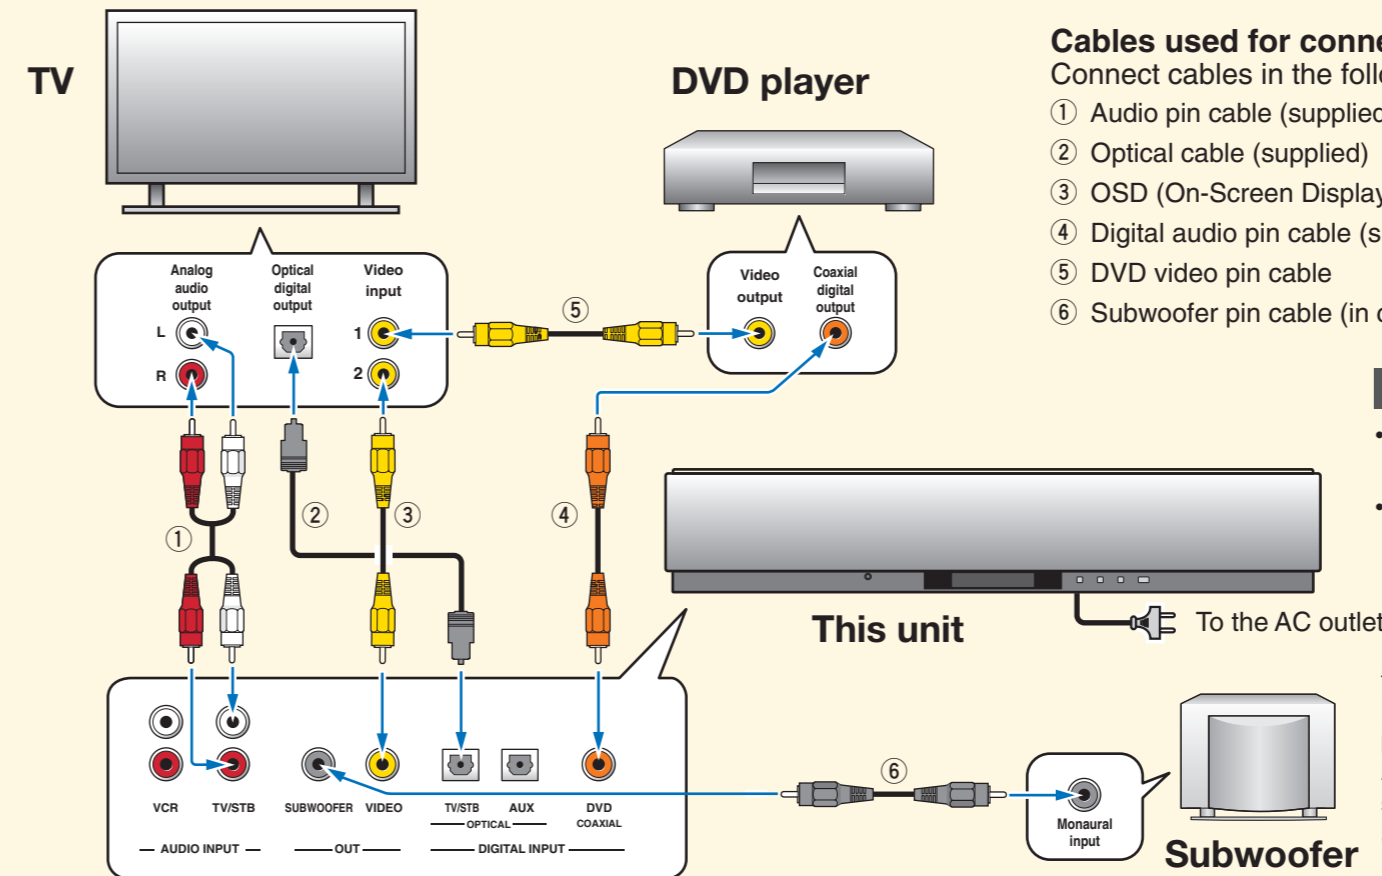 TV
DVD player
Cables used for
Connect cables in the
① Audio pin cable
② Optical cable (supplied)
③ OSD (On-Screen Display
④ Digital audio pin cable
⑤ DVD video pin cable
⑥ Subwoofer pin cable (in
Analog
audio
output
Optical
digital
output
Video
input
L
R
1
2
⑤
Video
output
Coaxial
digital
output
①
②
③
④
This unit
To the AC outlet
VCR
TV/STB
AUDIO INPUT
SUBWOOFER
VIDEO
OUT
TV/STB
AUX
OPTICAL
DVD
COAXIAL
DIGITAL INPUT
⑥
Monaural
input
Subwoofer